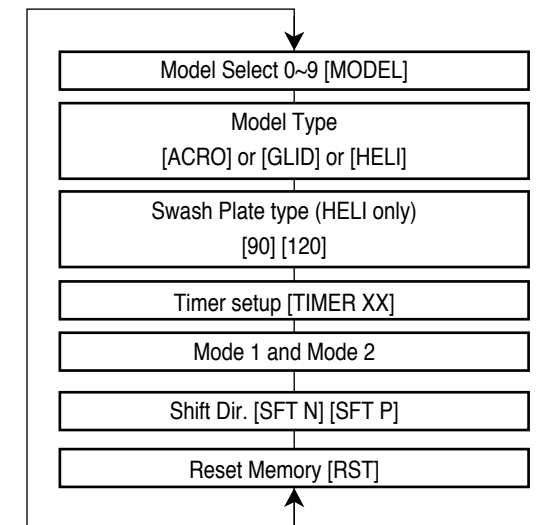 Model Select 0~9 [MODEL]
Model Type
[ACRO] or [GLID] or [HELI]
Swash Plate type (HELI only)
[90] [120]
Timer setup [TIMER XX]
Mode 1 and Mode 2
Shift Dir. [SFT N] [SFT P]
Reset Memory [RST]